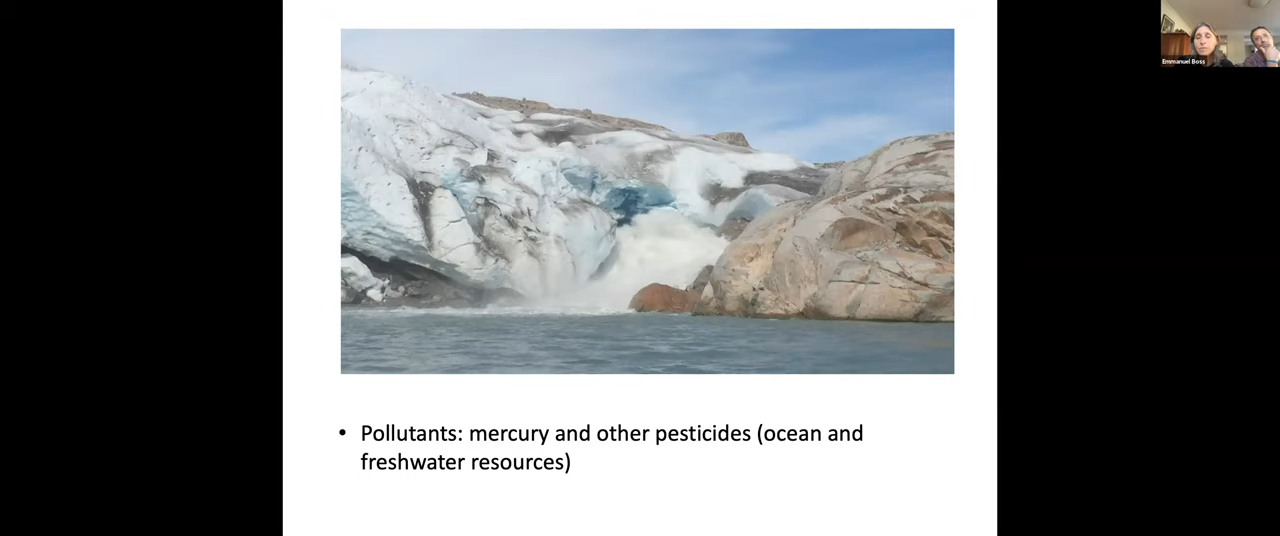 Emmanuel Boss
• Pollutants: mercury and other pesticides (ocean and
freshwater resources)